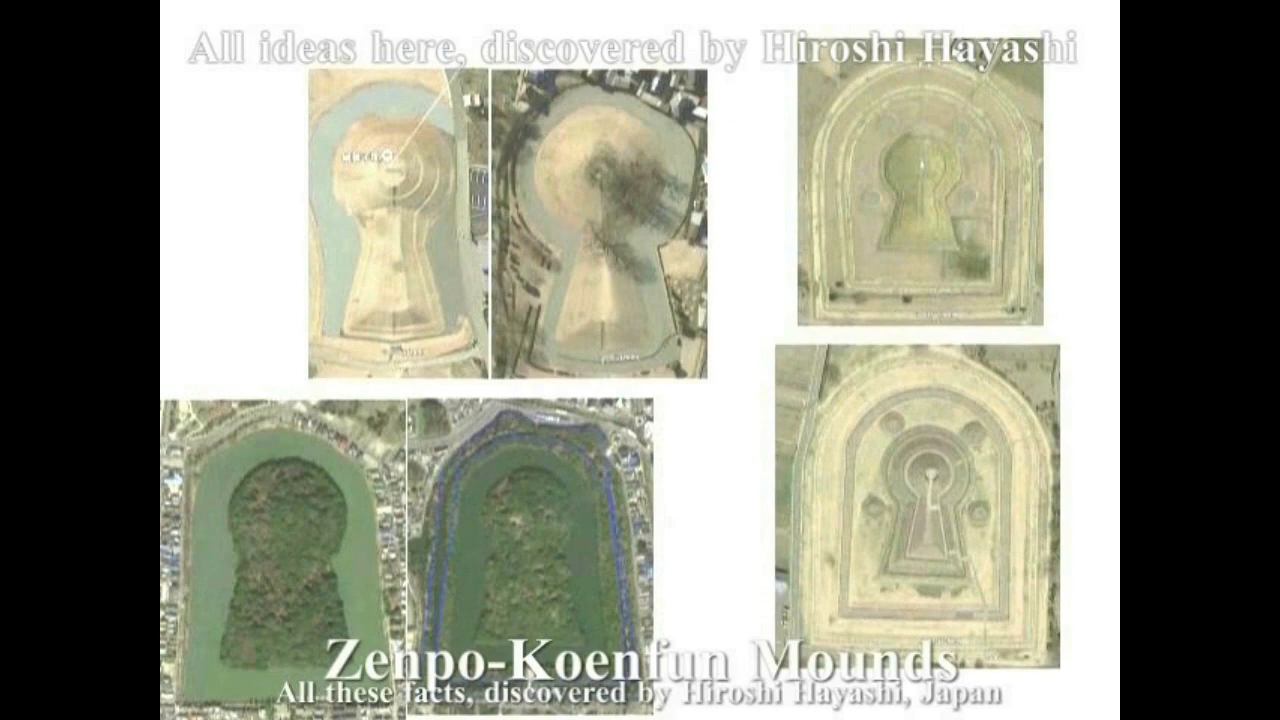 All ideas here, discovered by Hiroshi Hayashi
Zenpo-Koenfun Mounds
All these facts, discovered by Hiroshi Hayashi, Japan